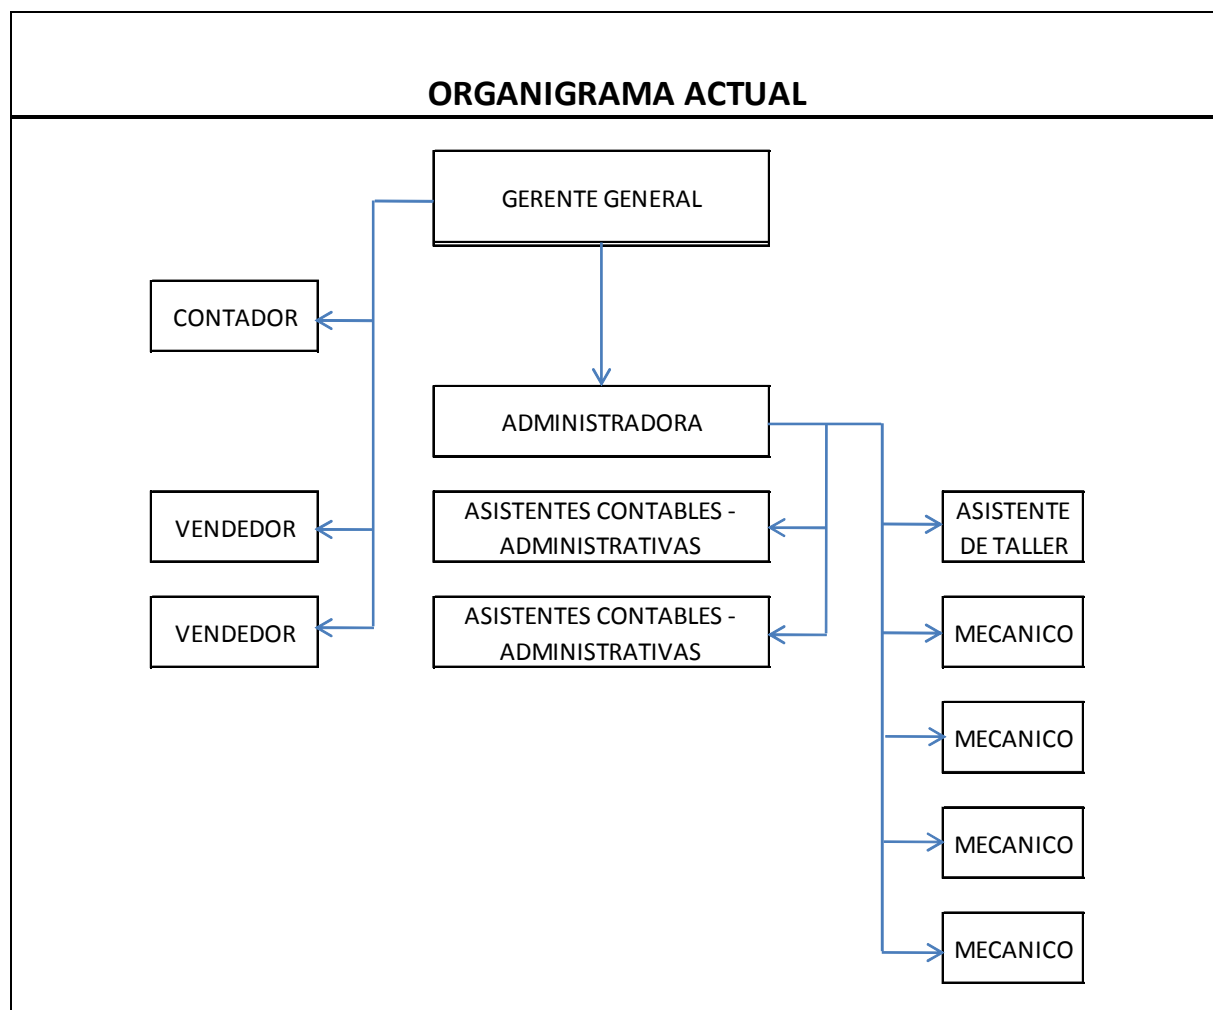 ORGANIGRAMA ACTUAL
GERENTE GENERAL
CONTADOR
ADMINISTRADORA
VENDEDOR
ASISTENTES CONTABLES -
ADMINISTRATIVAS
ASISTENTE
DE TALLER
VENDEDOR
ASISTENTES CONTABLES -
ADMINISTRATIVAS
MECANICO
MECANICO
MECANICO
MECANICO